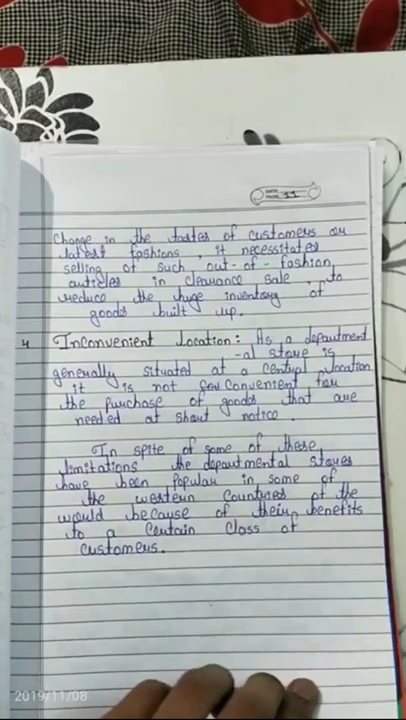 DATE
PAGE 11
Change in the tastes of customers or
latest fashions, it necessitates
selling of such out-of-fashion
articles in clearance sale, to
reduce the huge inventory of
goods built up.
4 Inconvenient Location: As a department
-al store is
generally situated at a central location
it is not convenient for
the purchase of goods that are
needed at short notice.
In spite of some of these
limitations the departmental stores
have been popular in some of
the western countries of the
would because of their benefits
to a certain class of
customers.
2019/11/08